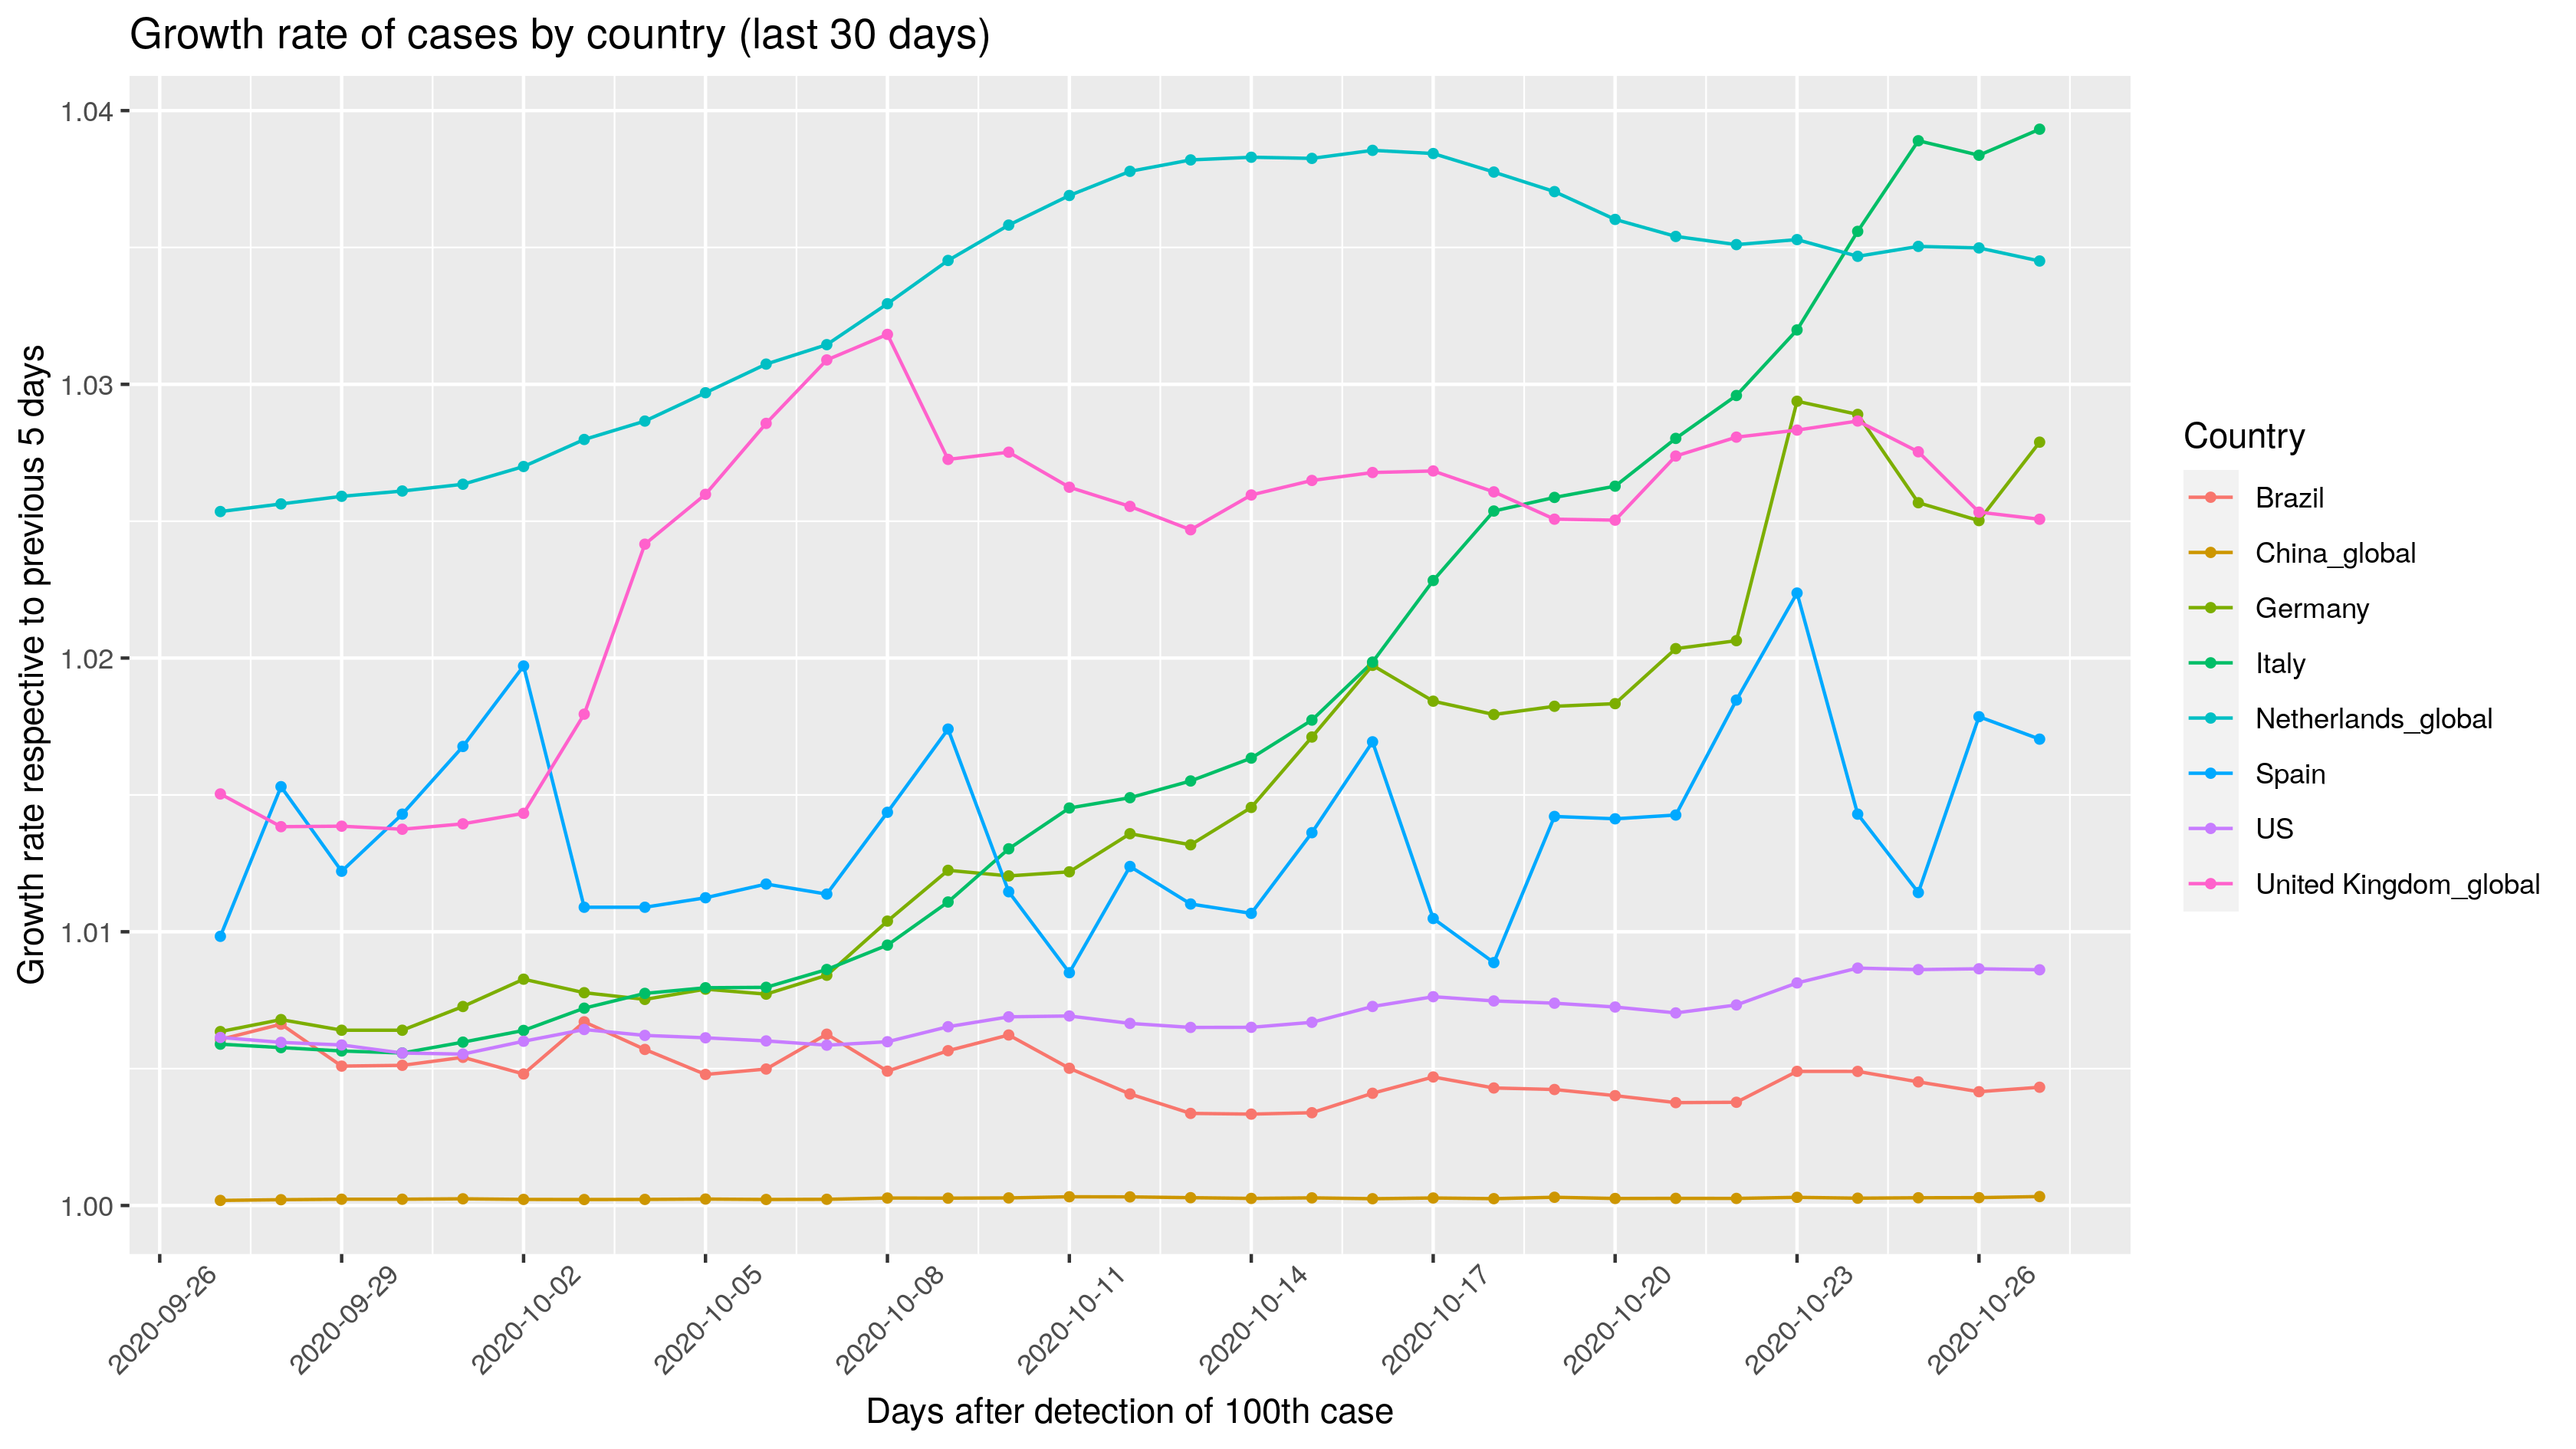 Growth rate of cases by country (last 30 days)
Growth rate respective to previous 5 days
1.04
1.03
1.02
1.01
1.00
2020-09-26
2020-09-29
2020-10-02
2020-10-05
2020-10-08
2020-10-11
2020-10-14
2020-10-17
2020-10-20
2020-10-23
2020-10-26
Days after detection of 100th case
Country
Brazil
China_global
Germany
Italy
Netherlands_global
Spain
US
United Kingdom_global